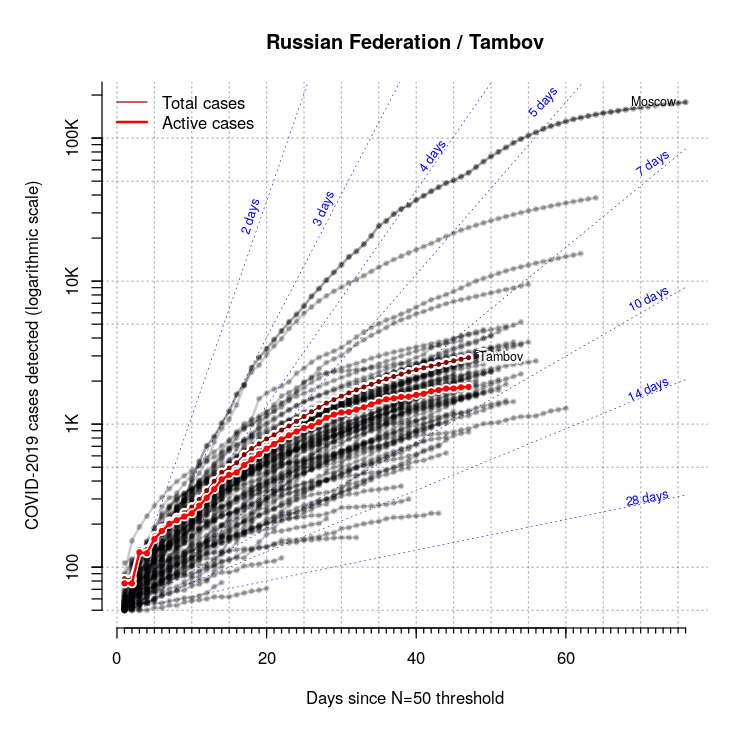 Russian Federation / Tambov
Total cases
Active cases
2 days
3 days
4 days
5 days
7 days
10 days
14 days
28 days
Moscow
Tambov
COVID-2019 cases detected (logarithmic scale)
100K
10K
1K
100
0
20
40
60
Days since N=50 threshold